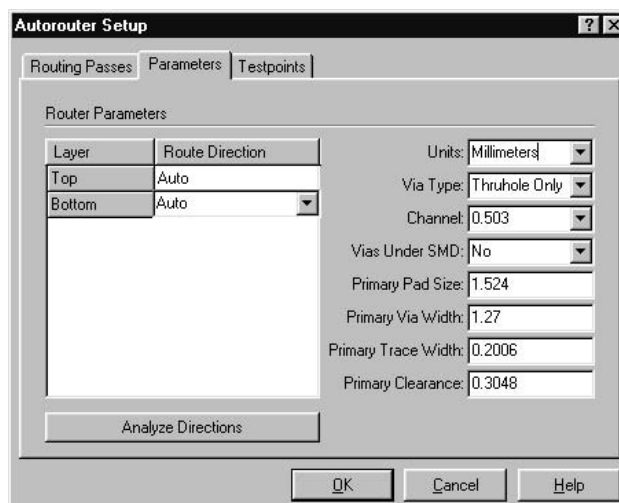 Autorouter Setup
Routing Passes Parameters Testpoints
Router Parameters
Layer Route Direction
Top Auto
Bottom Auto
Analyze Directions
Units: Millimeters
Via Type: Thruhole Only
Channel: 0.503
Vias Under SMD: No
Primary Pad Size: 1.524
Primary Via Width: 1.27
Primary Trace Width: 0.2006
Primary Clearance: 0.3048
OK Cancel Help